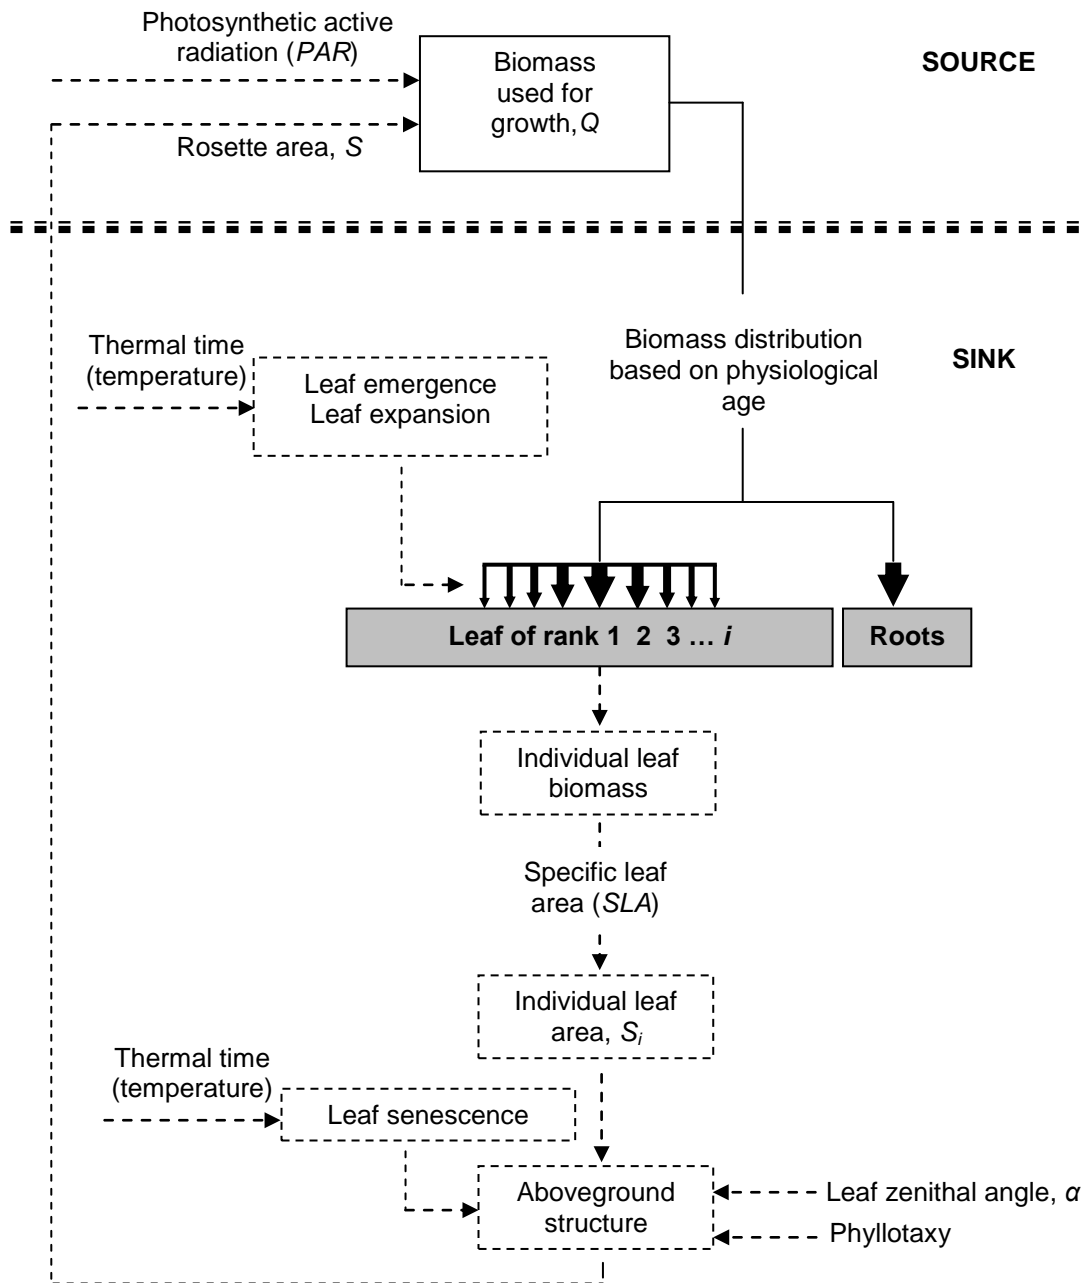 Photosynthetic active
radiation (PAR)
Biomass
used for
growth, Q
SOURCE
Rosette area, S
Thermal time
(temperature)
Leaf emergence
Leaf expansion
Biomass distribution
based on physiological
age
SINK
Leaf of rank 1 2 3 … i
Roots
Individual leaf
biomass
Specific leaf
area (SLA)
Individual leaf
area, Si
Thermal time
(temperature)
Leaf senescence
Aboveground
structure
Leaf zenithal angle, α
Phyllotaxy